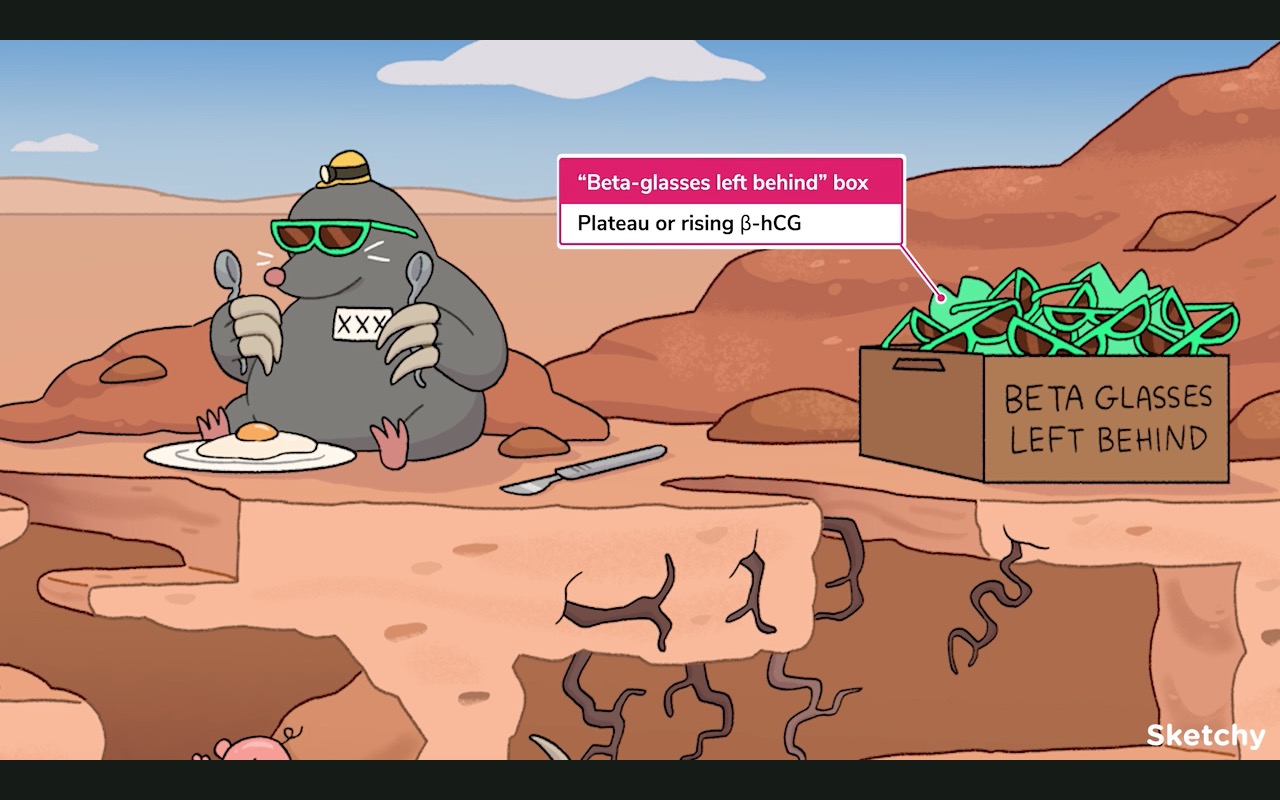 “Beta-glasses left behind” box
Plateau or rising β-hCG
XXX
BETA GLASSES
LEFT BEHIND
Sketchy